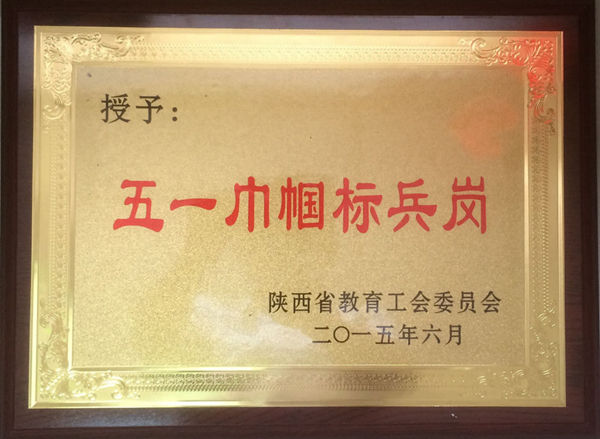 授予：
五一巾帼标兵岗
陕西省教育工会委员会
二〇一五年六月